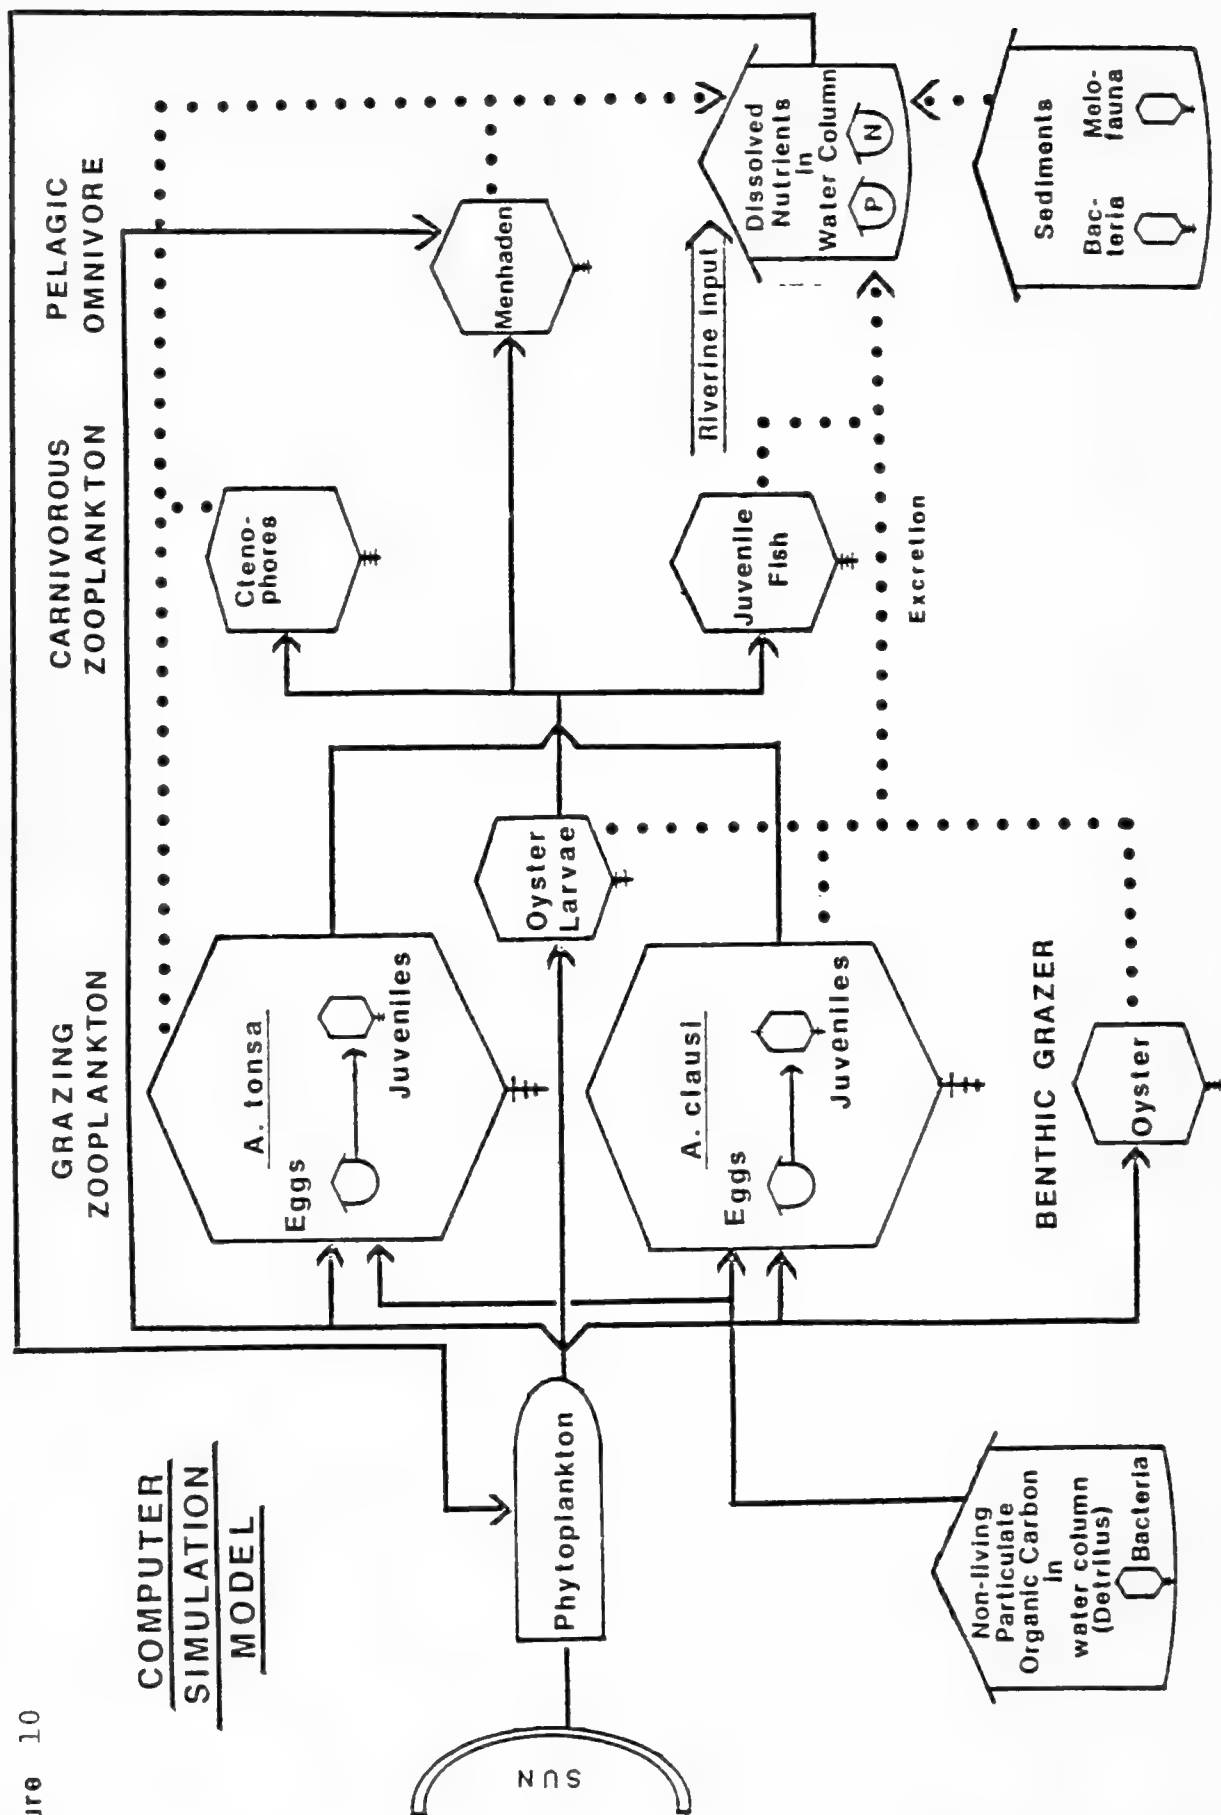 ure 10
COMPUTER
SIMULATION
MODEL
GRAZING
ZOOPLANKTON
CARNIVOROUS
ZOOPLANKTON
PELAGIC
OMNIVORE
SUN
Phytoplankton
A. tonsa
Eggs
Juveniles
Oyster
Larvae
A. clausi
Eggs
Juveniles
BENTHIC GRAZER
Oyster
Cteno-
phores
Menhaden
Juvenile
Fish
Riverine Input
Excretion
Dissolved
Nutrients
in
Water Column
P
N
Sediments
Bac-
teria
Meio-
fauna
Non-living
Particulate
Organic Carbon
in
water column
(Detritus)
Bacteria